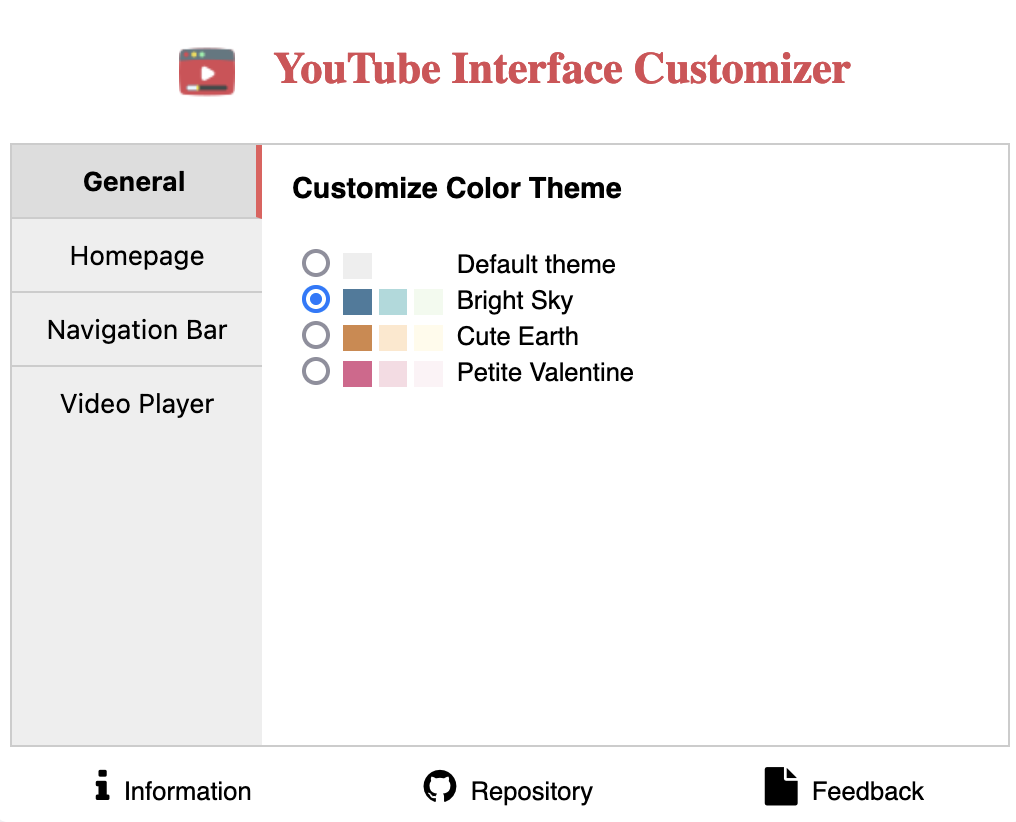 YouTube Interface Customizer
General
Homepage
Navigation Bar
Video Player
Customize Color Theme
Default theme
Bright Sky
Cute Earth
Petite Valentine
Information
Repository
Feedback